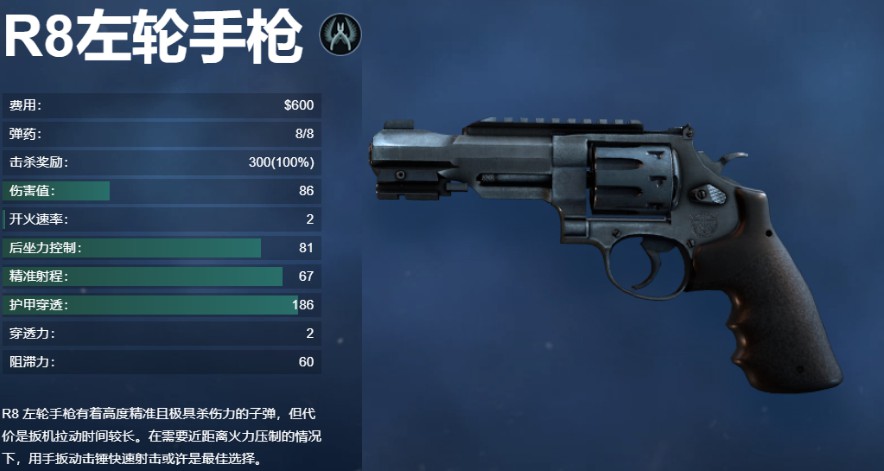 R8左轮手枪
费用： $600
弹药： 8/8
击杀奖励： 300(100%)
伤害值： 86
开火速率： 2
后坐力控制： 81
精准射程： 67
护甲穿透： 186
穿透力： 2
阻滞力： 60
R8 左轮手枪有着高度精准且极具杀伤力的子弹，但代
价是扳机拉动时间较长。在需要近距离火力压制的情况
下，用手扳动击锤快速射击或许是最佳选择。